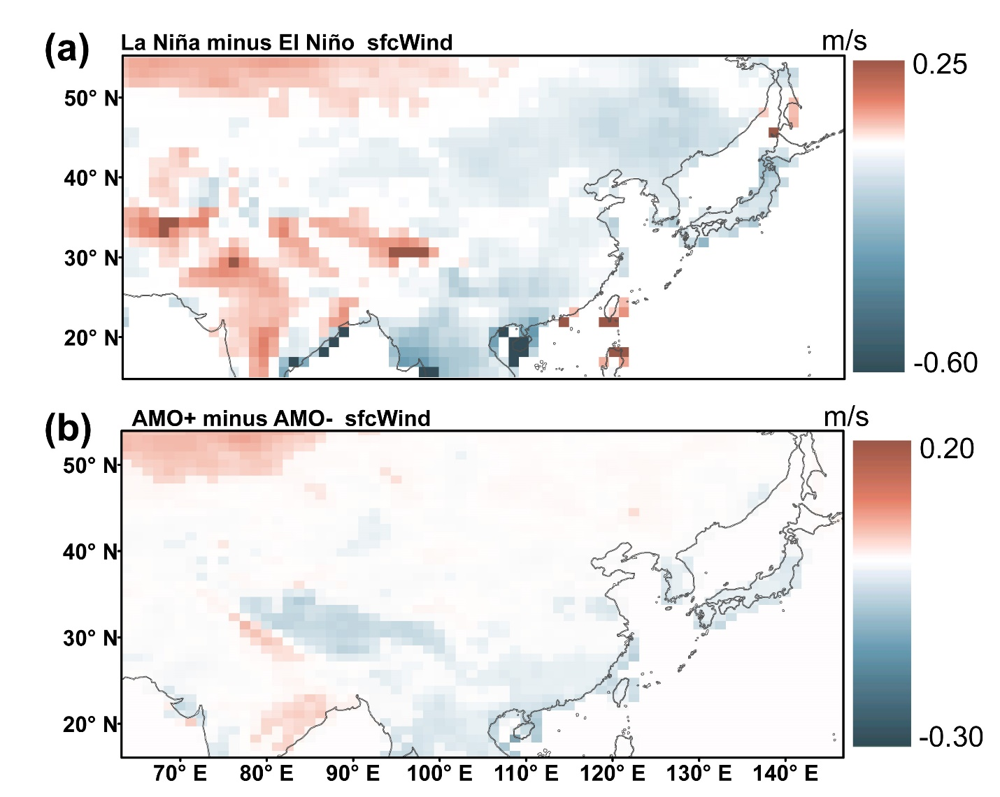 (a) La Niña minus El Niño sfcWind m/s
0.25
50° N
40° N
30° N
20° N
-0.60
(b) AMO+ minus AMO- sfcWind m/s
0.20
50° N
40° N
30° N
20° N
-0.30
70° E 80° E 90° E 100° E 110° E 120° E 130° E 140° E